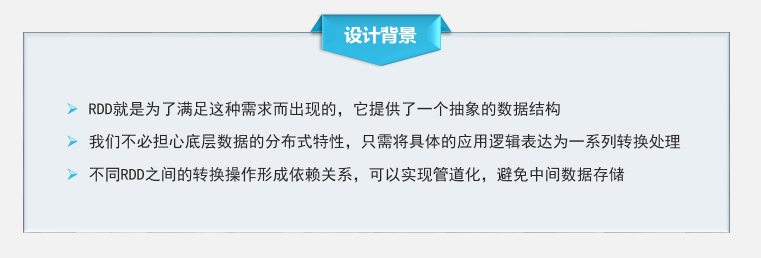 设计背景
RDD就是为了满足这种需求而出现的，它提供了一个抽象的数据结构
我们不必担心底层数据的分布式特性，只需将具体的应用逻辑表达为一系列转换处理
不同RDD之间的转换操作形成依赖关系，可以实现管道化，避免中间数据存储